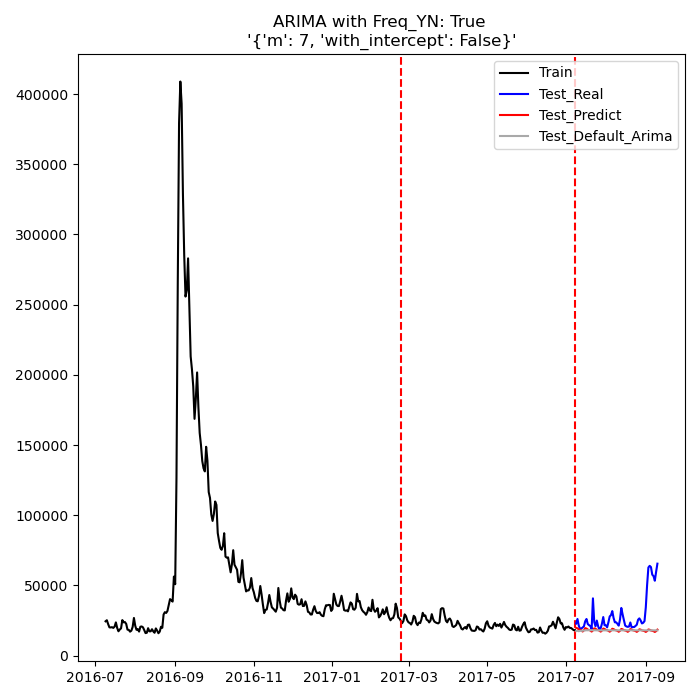 ARIMA with Freq_YN: True
'{'m': 7, 'with_intercept': False}'
Train
Test_Real
Test_Predict
Test_Default_Arima
400000
350000
300000
250000
200000
150000
100000
50000
0
2016-07 2016-09 2016-11 2017-01 2017-03 2017-05 2017-07 2017-09